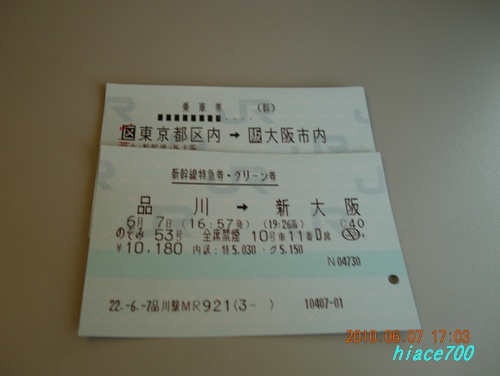 乗車券 (幹)
区東京都区内 → 阪大阪市内
新幹線特急券・グリーン券
品川 → 新大阪
6月 7日 (16:57発) (19:26着) C40
のぞみ 53号 全席禁煙 10号車11番D席
¥10,180 内訳:特5,030・グ5,150
N04730
22.-6.-7品川駅MR921(3- ) 10407-01
2010.06.07 17:03
hiace700